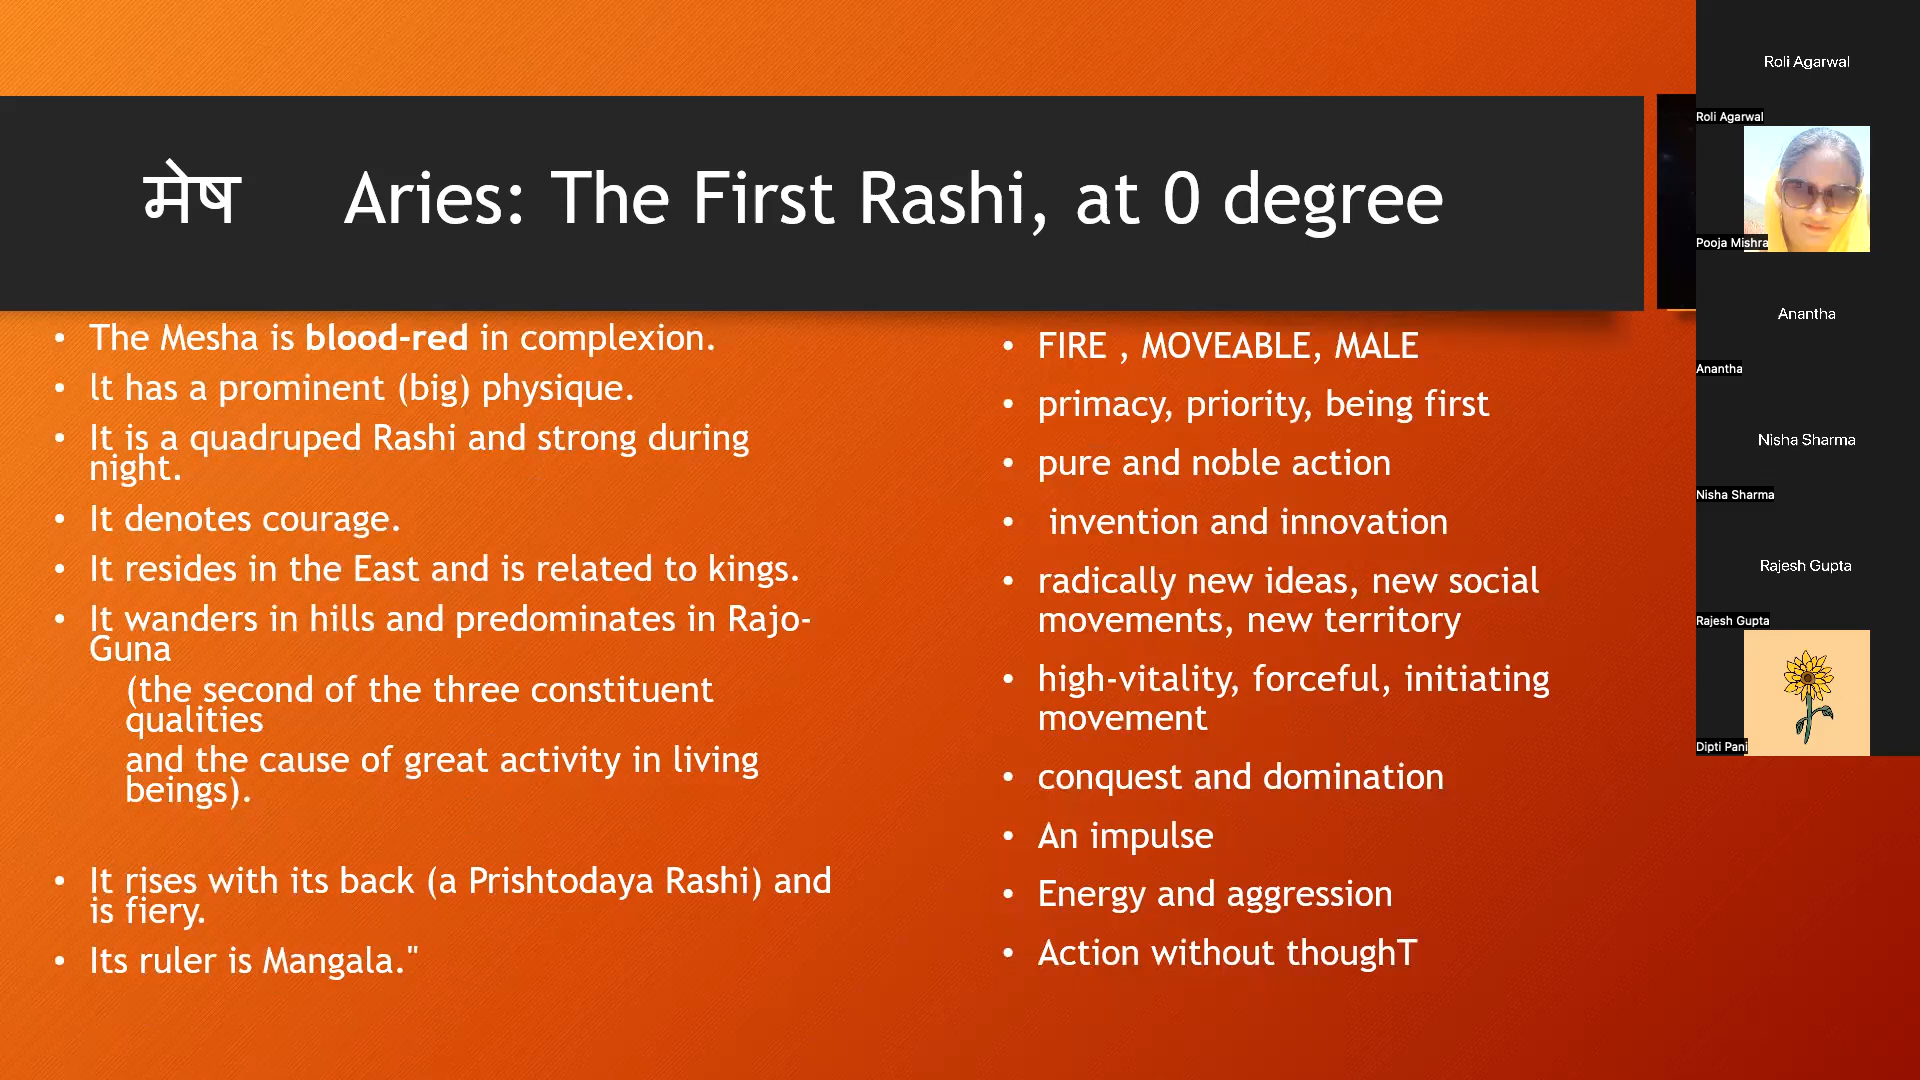 मेष Aries: The First Rashi, at 0 degree
• The Mesha is blood-red in complexion.
• lt has a prominent (big) physique.
• It is a quadruped Rashi and strong during
night.
• It denotes courage.
• It resides in the East and is related to kings.
• It wanders in hills and predominates in Rajo-
Guna
(the second of the three constituent
qualities
and the cause of great activity in living
beings).
• It rises with its back (a Prishtodaya Rashi) and
is fiery.
• Its ruler is Mangala."
• FIRE , MOVEABLE, MALE
• primacy, priority, being first
• pure and noble action
• invention and innovation
• radically new ideas, new social
movements, new territory
• high-vitality, forceful, initiating
movement
• conquest and domination
• An impulse
• Energy and aggression
• Action without thoughT
Roli Agarwal
Roli Agarwal
Pooja Mishra
Anantha
Anantha
Nisha Sharma
Nisha Sharma
Rajesh Gupta
Rajesh Gupta
Dipti Pani